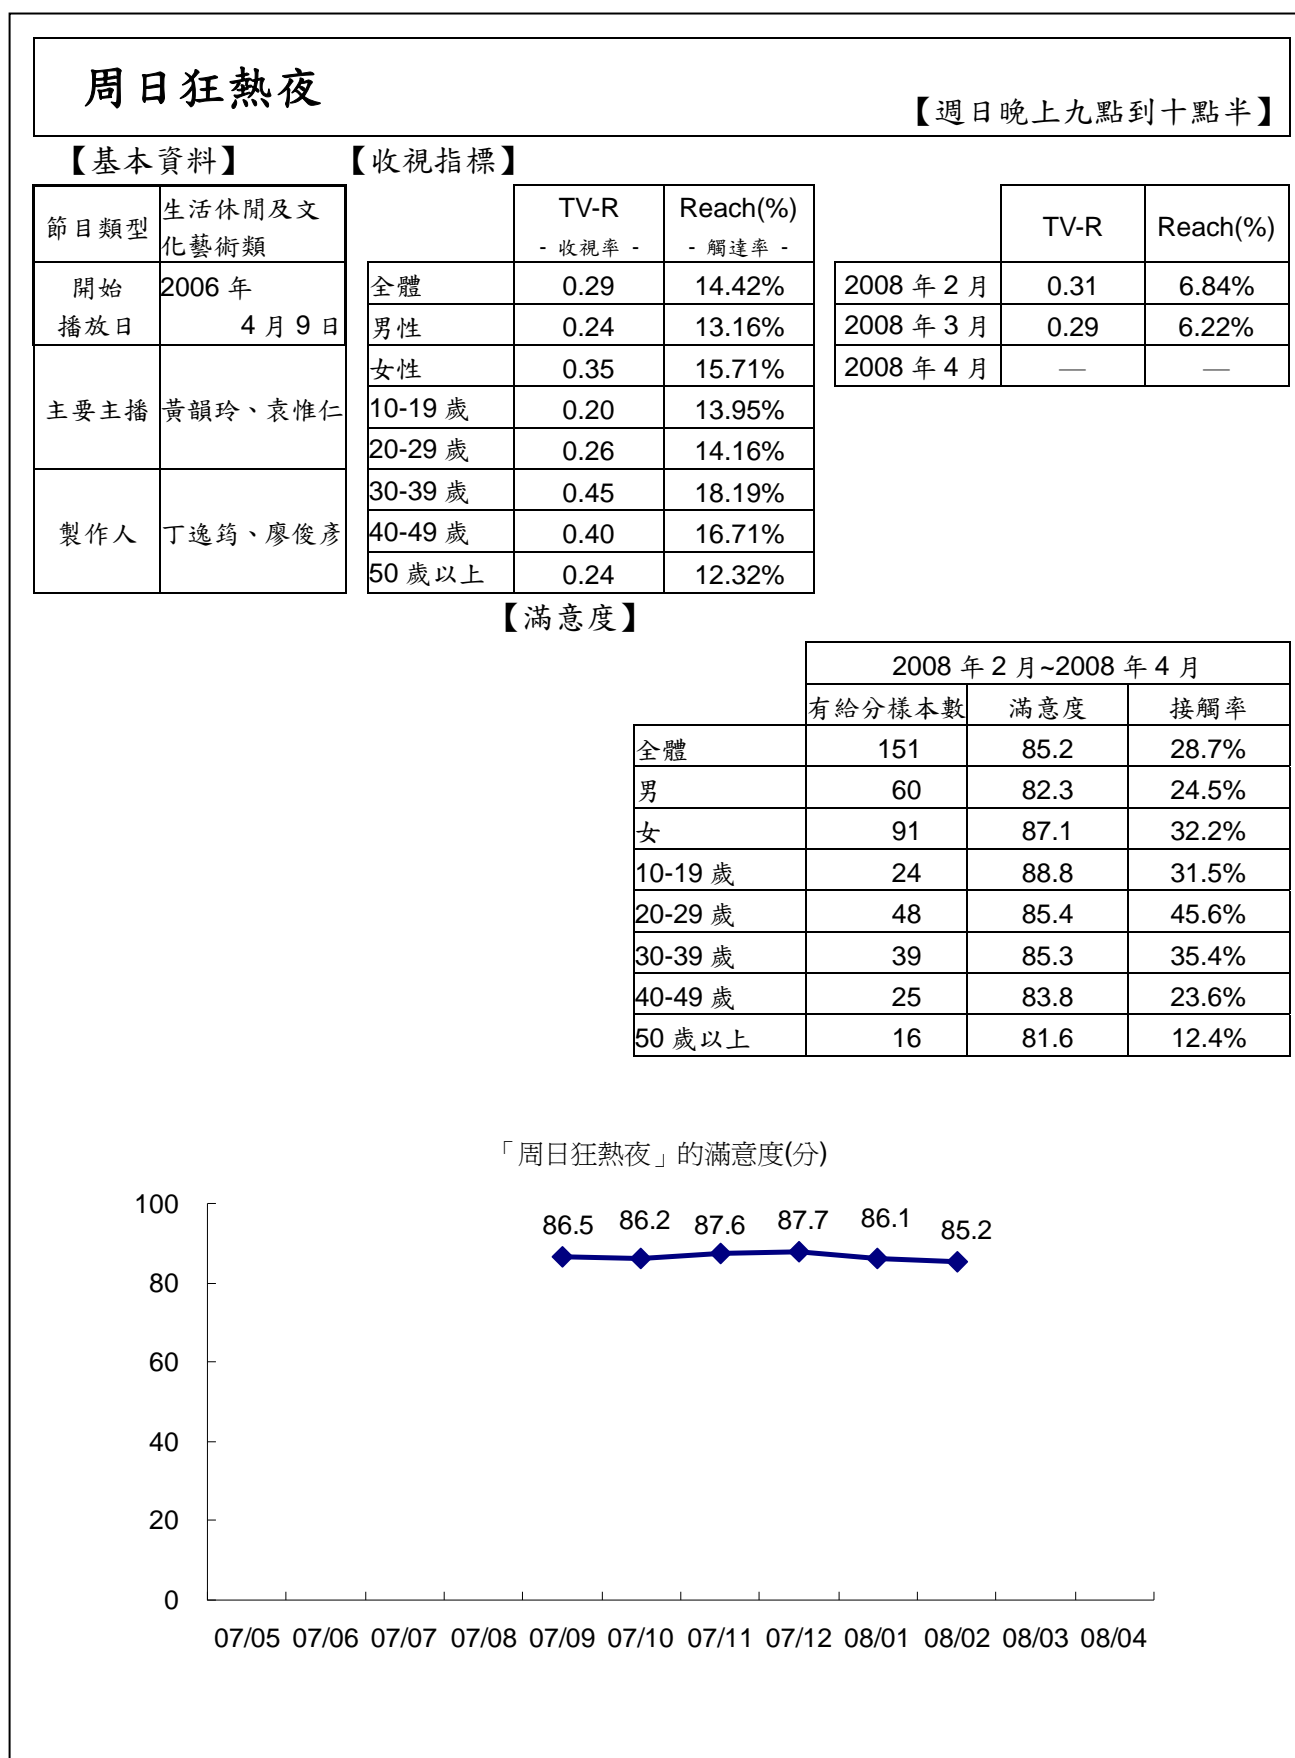 周日狂熱夜
【週日晚上九點到十點半】
【基本資料】
節目類型 生活休閒及文化藝術類
開始播放日 2006 年 4 月 9 日
主要主播 黃韻玲、袁惟仁
製作人 丁逸筠、廖俊彥
【收視指標】
TV-R Reach(%)
- 收視率 - - 觸達率 -
全體 0.29 14.42%
男性 0.24 13.16%
女性 0.35 15.71%
10-19 歲 0.20 13.95%
20-29 歲 0.26 14.16%
30-39 歲 0.45 18.19%
40-49 歲 0.40 16.71%
50 歲以上 0.24 12.32%
TV-R Reach(%)
2008 年 2 月 0.31 6.84%
2008 年 3 月 0.29 6.22%
2008 年 4 月 — —
【滿意度】
2008 年 2 月~2008 年 4 月
有給分樣本數 滿意度 接觸率
全體 151 85.2 28.7%
男 60 82.3 24.5%
女 91 87.1 32.2%
10-19 歲 24 88.8 31.5%
20-29 歲 48 85.4 45.6%
30-39 歲 39 85.3 35.4%
40-49 歲 25 83.8 23.6%
50 歲以上 16 81.6 12.4%
「周日狂熱夜」的滿意度(分)
100
80
60
40
20
0
86.5 86.2 87.6 87.7 86.1 85.2
07/05 07/06 07/07 07/08 07/09 07/10 07/11 07/12 08/01 08/02 08/03 08/04